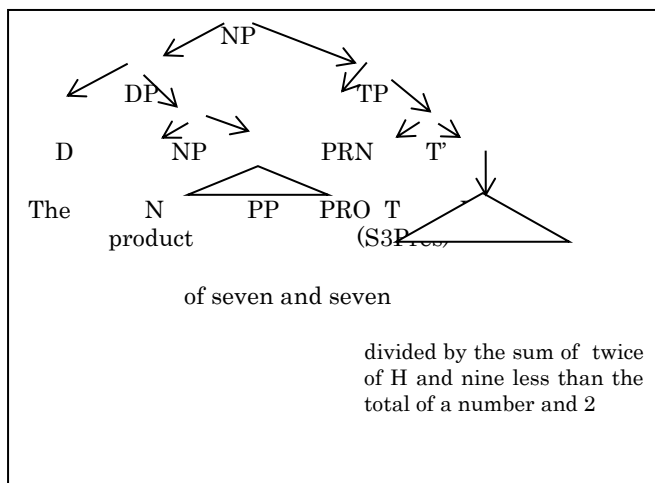 NP
DP TP
D NP PRN T’
The N PP PRO T
product (S3Pres)
of seven and seven
divided by the sum of twice
of H and nine less than the
total of a number and 2